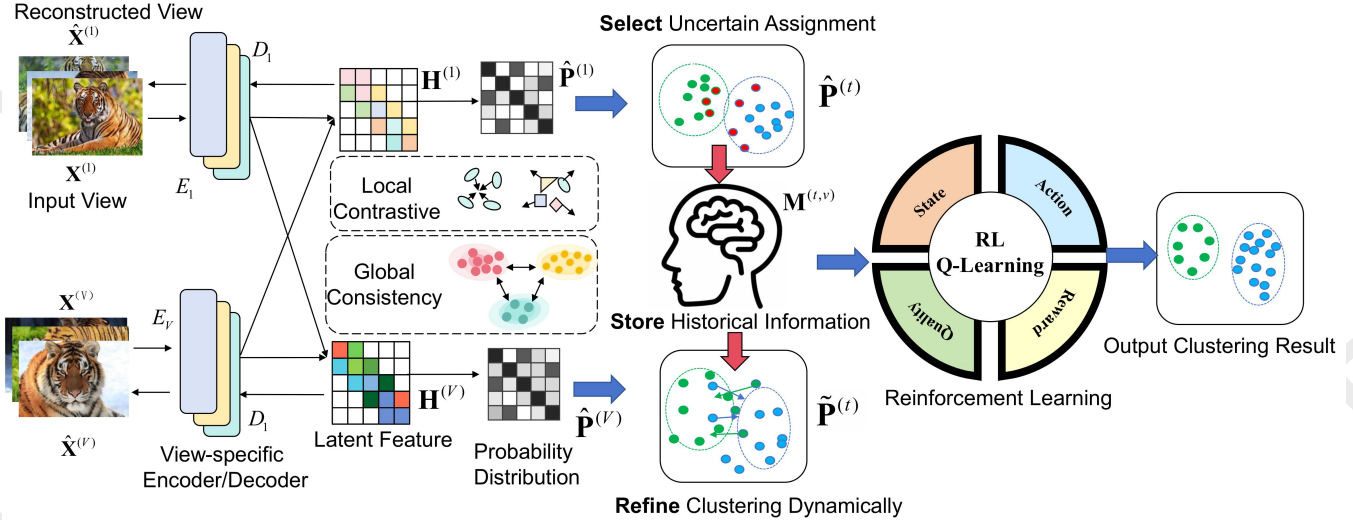 Reconstructed View
X̂^(1)
D_1
E_1
X^(1)
Input View
H^(1)
P̂^(1)
Local
Contrastive
Global
Consistency
X^(V)
E_V
X̂^(V)
D_1
View-specific
Encoder/Decoder
H^(V)
Latent Feature
P̂^(V)
Probability
Distribution
Select Uncertain Assignment
P̂^(t)
M^(t,v)
Store Historical Information
P̃^(t)
Refine Clustering Dynamically
State
Action
RL
Q-Learning
Quality
Reward
Reinforcement Learning
Output Clustering Result